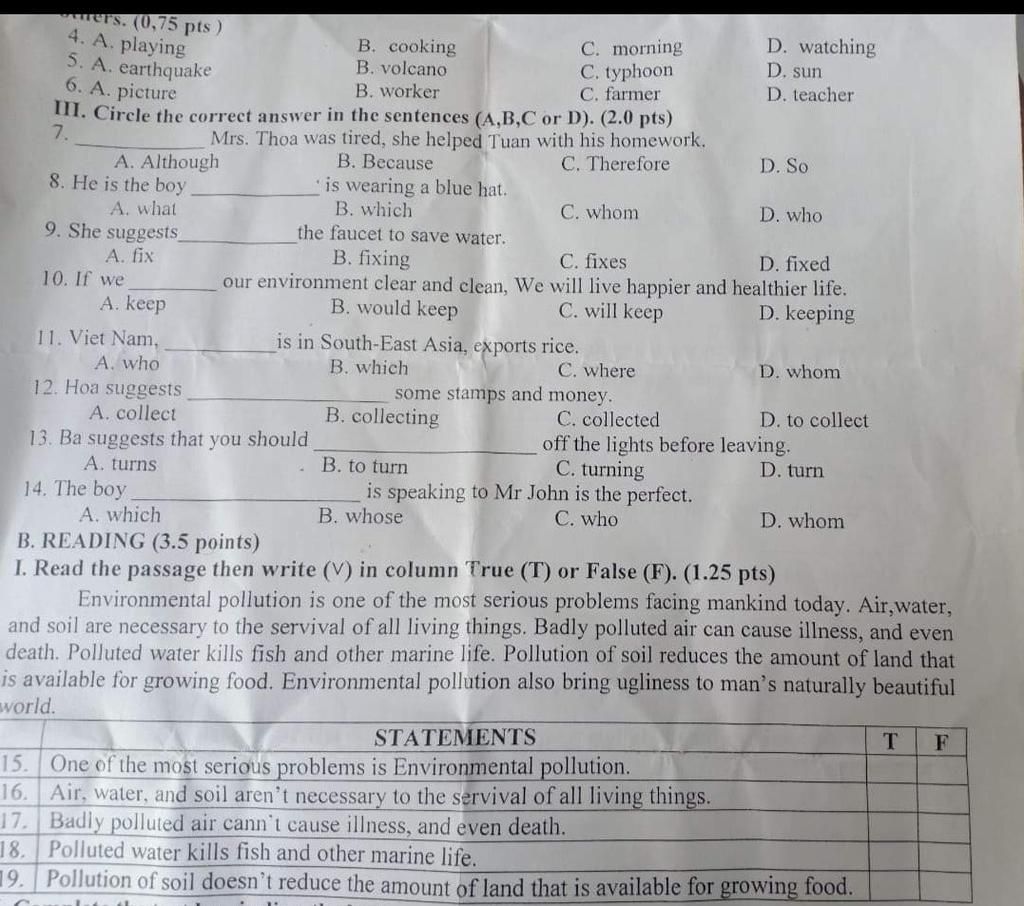 (0,75 pts)
4. A. playing B. cooking C. morning D. watching
5. A. earthquake B. volcano C. typhoon D. sun
6. A. picture B. worker C. farmer D. teacher
III. Circle the correct answer in the sentences (A,B,C or D). (2.0 pts)
7. __________ Mrs. Thoa was tired, she helped Tuan with his homework.
A. Although B. Because C. Therefore D. So
8. He is the boy __________ is wearing a blue hat.
A. what B. which C. whom D. who
9. She suggests __________ the faucet to save water.
A. fix B. fixing C. fixes D. fixed
10. If we ________ our environment clear and clean, We will live happier and healthier life.
A. keep B. would keep C. will keep D. keeping
11. Viet Nam, __________ is in South-East Asia, exports rice.
A. who B. which C. where D. whom
12. Hoa suggests ________________ some stamps and money.
A. collect B. collecting C. collected D. to collect
13. Ba suggests that you should __________________ off the lights before leaving.
A. turns B. to turn C. turning D. turn
14. The boy __________________ is speaking to Mr John is the perfect.
A. which B. whose C. who D. whom
B. READING (3.5 points)
I. Read the passage then write (V) in column True (T) or False (F). (1.25 pts)
Environmental pollution is one of the most serious problems facing mankind today. Air,water,
and soil are necessary to the servival of all living things. Badly polluted air can cause illness, and even
death. Polluted water kills fish and other marine life. Pollution of soil reduces the amount of land that
is available for growing food. Environmental pollution also bring ugliness to man's naturally beautiful
world.
STATEMENTS T F
15. One of the most serious problems is Environmental pollution.
16. Air, water, and soil aren't necessary to the servival of all living things.
17. Badly polluted air cann't cause illness, and even death.
18. Polluted water kills fish and other marine life.
19. Pollution of soil doesn't reduce the amount of land that is available for growing food.